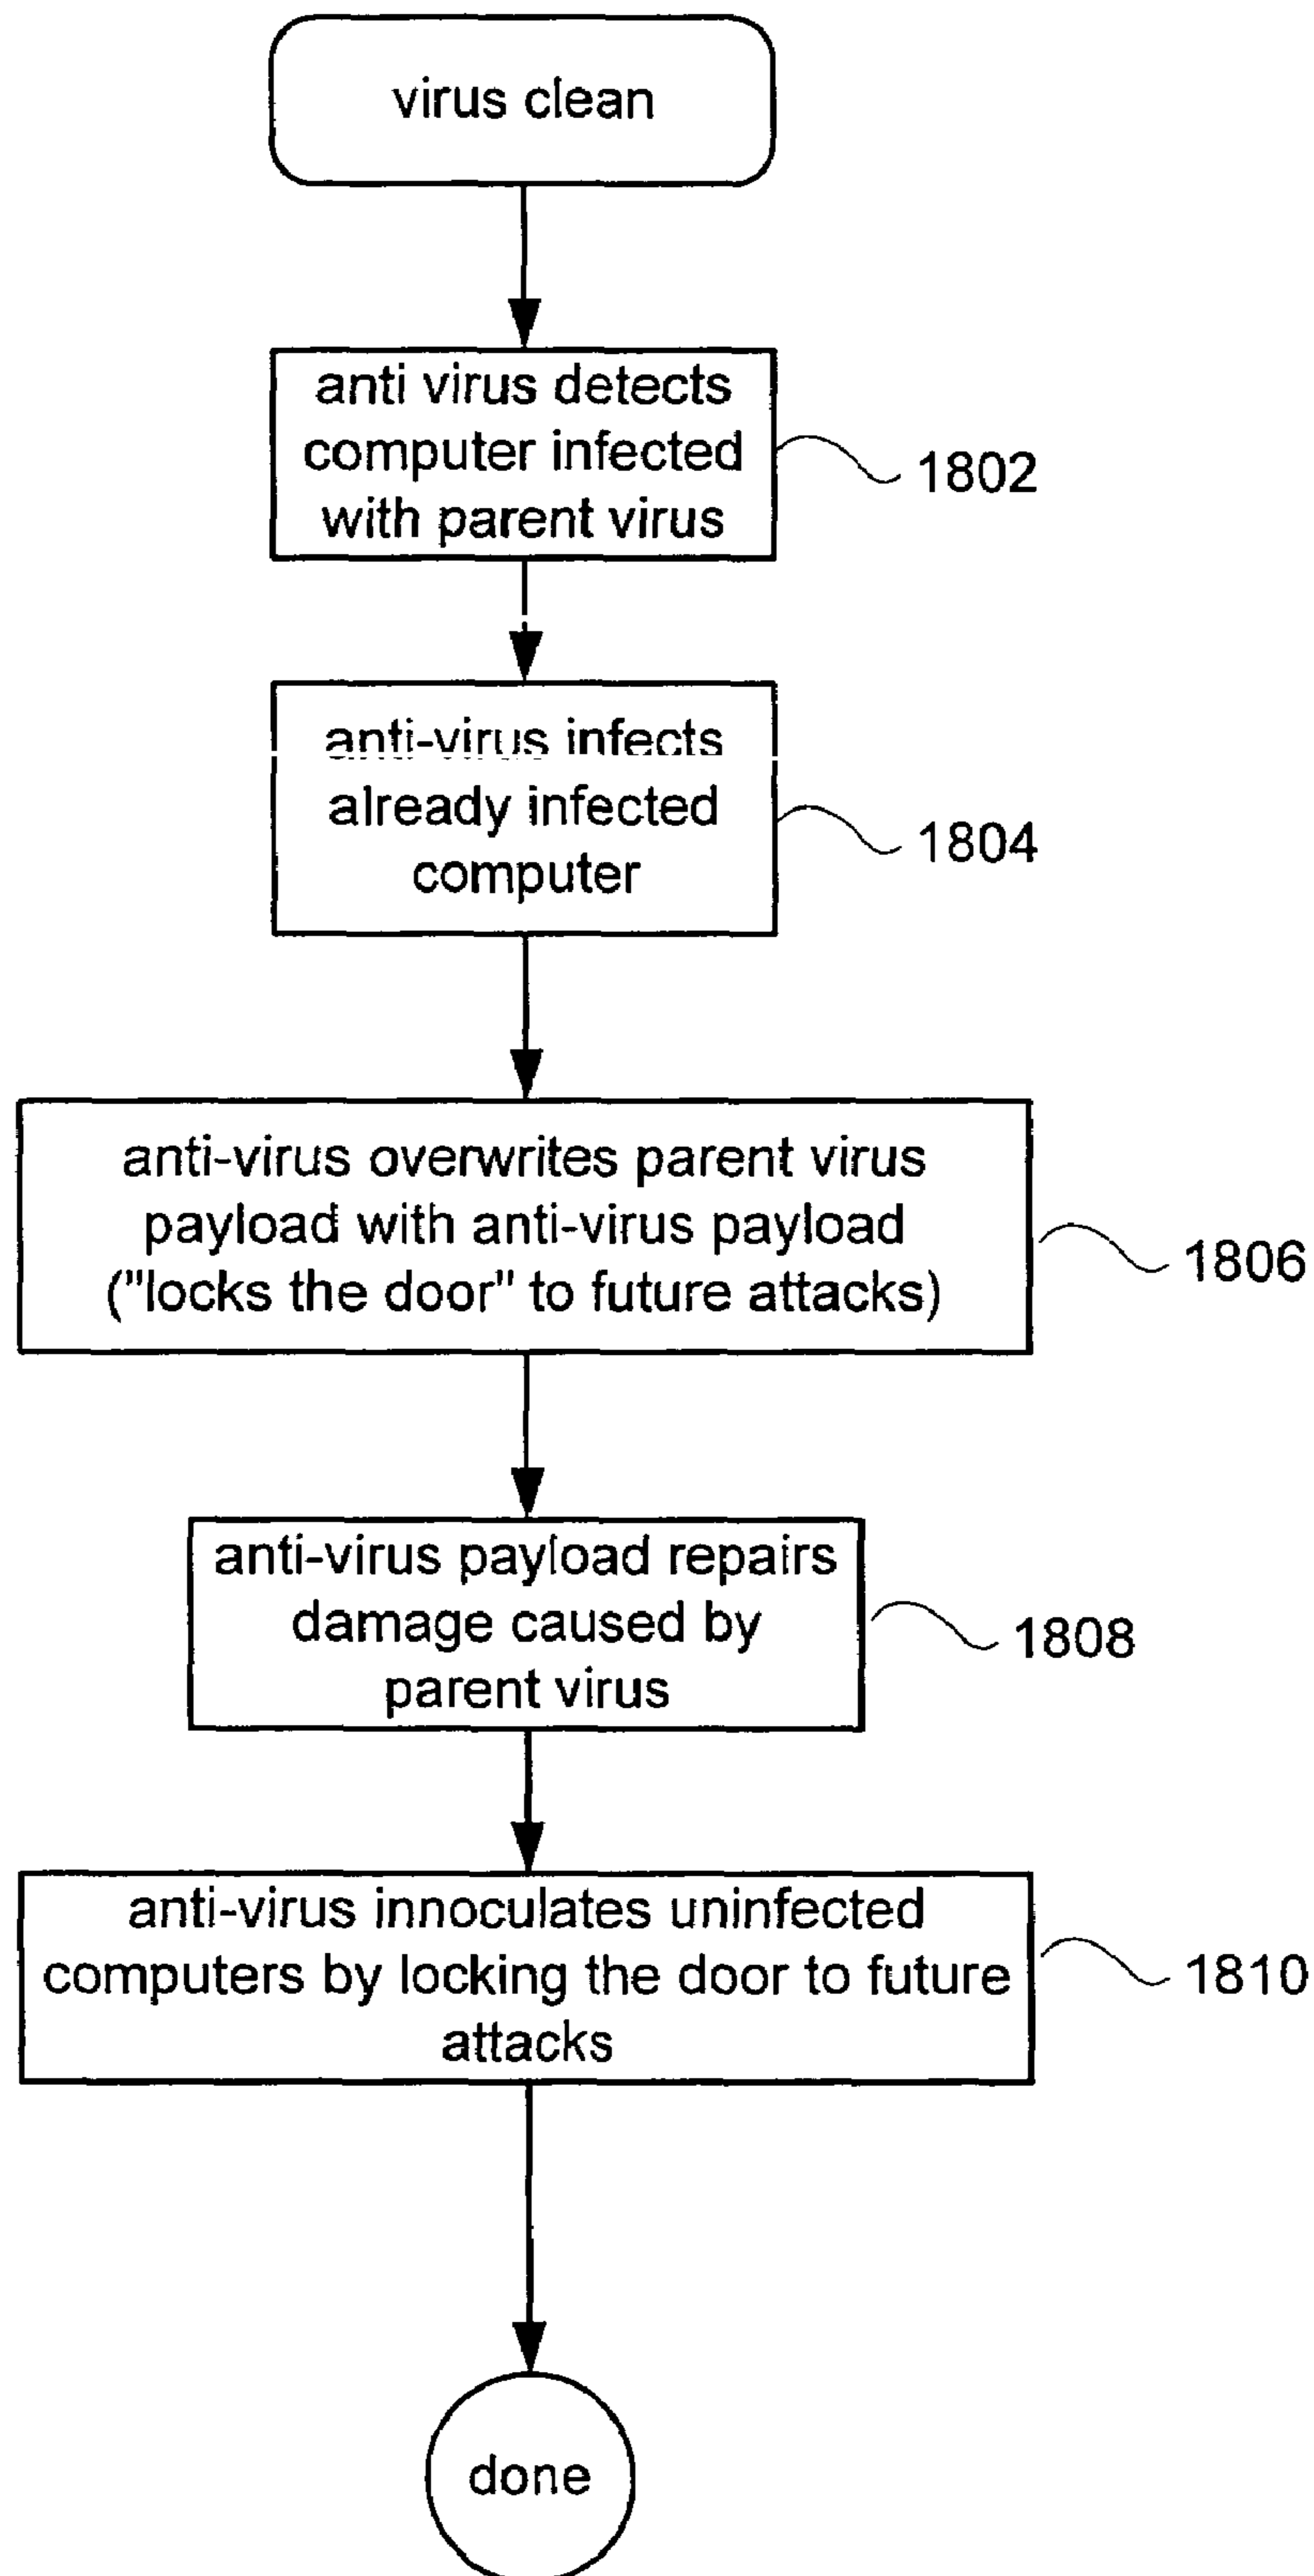 virus clean
anti virus detects
computer infected
with parent virus
1802
anti-virus infects
already infected
computer
1804
anti-virus overwrites parent virus
payload with anti-virus payload
("locks the door" to future attacks)
1806
anti-virus payload repairs
damage caused by
parent virus
1808
anti-virus innoculates uninfected
computers by locking the door to future
attacks
1810
done